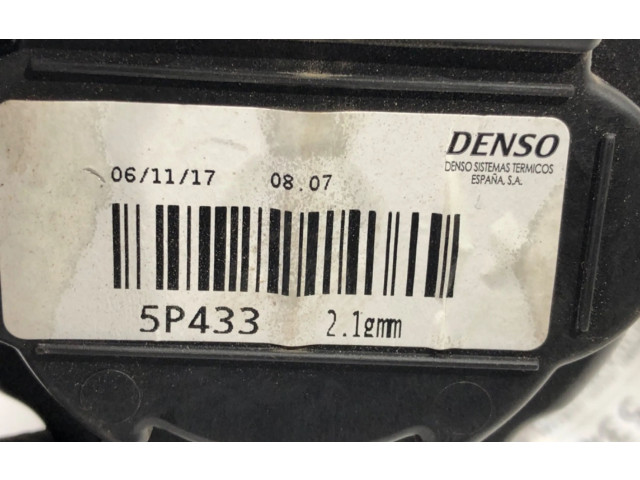 DENSO
DENSO SISTEMAS TERMICOS
ESPAÑA, S.A.
06/11/17 08.07
5P433 2.1gmm